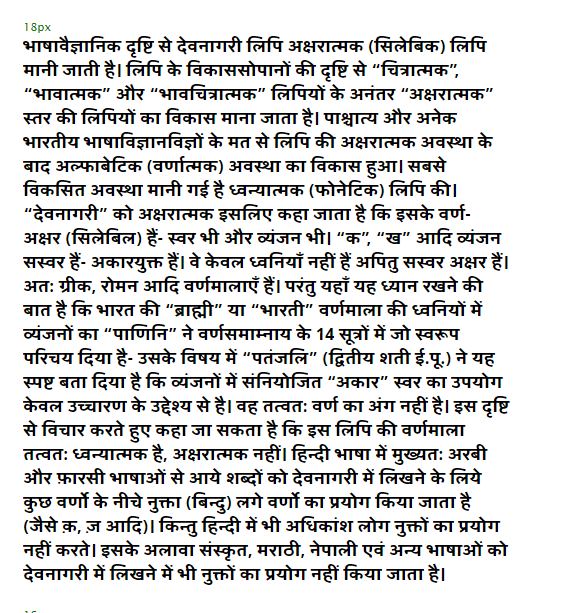 18px
भाषावैज्ञानिक दृष्टि से देवनागरी लिपि अक्षरात्मक (सिलेबिक) लिपि
मानी जाती है। लिपि के विकाससोपानों की दृष्टि से “चित्रात्मक”,
“भावात्मक” और “भावचित्रात्मक” लिपियों के अनंतर “अक्षरात्मक”
स्तर की लिपियों का विकास माना जाता है। पाश्चात्य और अनेक
भारतीय भाषाविज्ञानविज्ञों के मत से लिपि की अक्षरात्मक अवस्था के
बाद अल्फाबेटिक (वर्णात्मक) अवस्था का विकास हुआ। सबसे
विकसित अवस्था मानी गई है ध्वन्यात्मक (फोनेटिक) लिपि की।
“देवनागरी” को अक्षरात्मक इसलिए कहा जाता है कि इसके वर्ण-
अक्षर (सिलेबिल) हैं- स्वर भी और व्यंजन भी। “क”, “ख” आदि व्यंजन
सस्वर हैं- अकारयुक्त हैं। वे केवल ध्वनियाँ नहीं हैं अपितु सस्वर अक्षर हैं।
अत: ग्रीक, रोमन आदि वर्णमालाएँ हैं। परंतु यहाँ यह ध्यान रखने की
बात है कि भारत की “ब्राह्मी” या “भारती” वर्णमाला की ध्वनियों में
व्यंजनों का “पाणिनि” ने वर्णसमाम्नाय के 14 सूत्रों में जो स्वरूप
परिचय दिया है- उसके विषय में “पतंजलि” (द्वितीय शती ई.पू.) ने यह
स्पष्ट बता दिया है कि व्यंजनों में संनियोजित “अकार” स्वर का उपयोग
केवल उच्चारण के उद्देश्य से है। वह तत्वत: वर्ण का अंग नहीं है। इस दृष्टि
से विचार करते हुए कहा जा सकता है कि इस लिपि की वर्णमाला
तत्वत: ध्वन्यात्मक है, अक्षरात्मक नहीं। हिन्दी भाषा में मुख्यत: अरबी
और फ़ारसी भाषाओं से आये शब्दों को देवनागरी में लिखने के लिये
कुछ वर्णो के नीचे नुक्ता (बिन्दु) लगे वर्णो का प्रयोग किया जाता है
(जैसे क़, ज़ आदि)। किन्तु हिन्दी में भी अधिकांश लोग नुक्तों का प्रयोग
नहीं करते। इसके अलावा संस्कृत, मराठी, नेपाली एवं अन्य भाषाओं को
देवनागरी में लिखने में भी नुक्तों का प्रयोग नहीं किया जाता है।